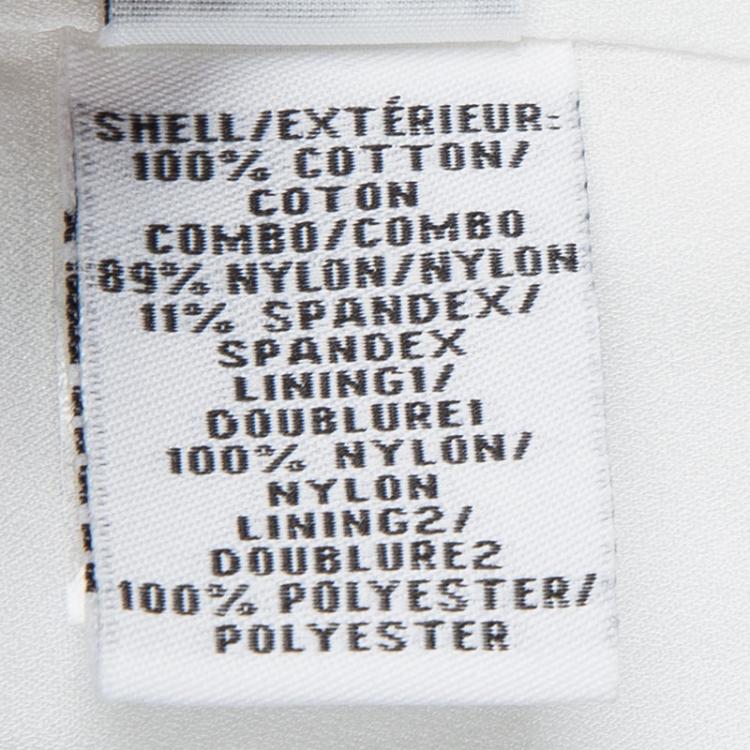 SHELL/EXTÉRIEUR:
100% COTTON/
COTON
COMBO/COMBO
89% NYLON/NYLON
11% SPANDEX/
SPANDEX
LINING1/
DOUBLURE1
100% NYLON/
NYLON
LINING2/
DOUBLURE2
100% POLYESTER/
POLYESTER